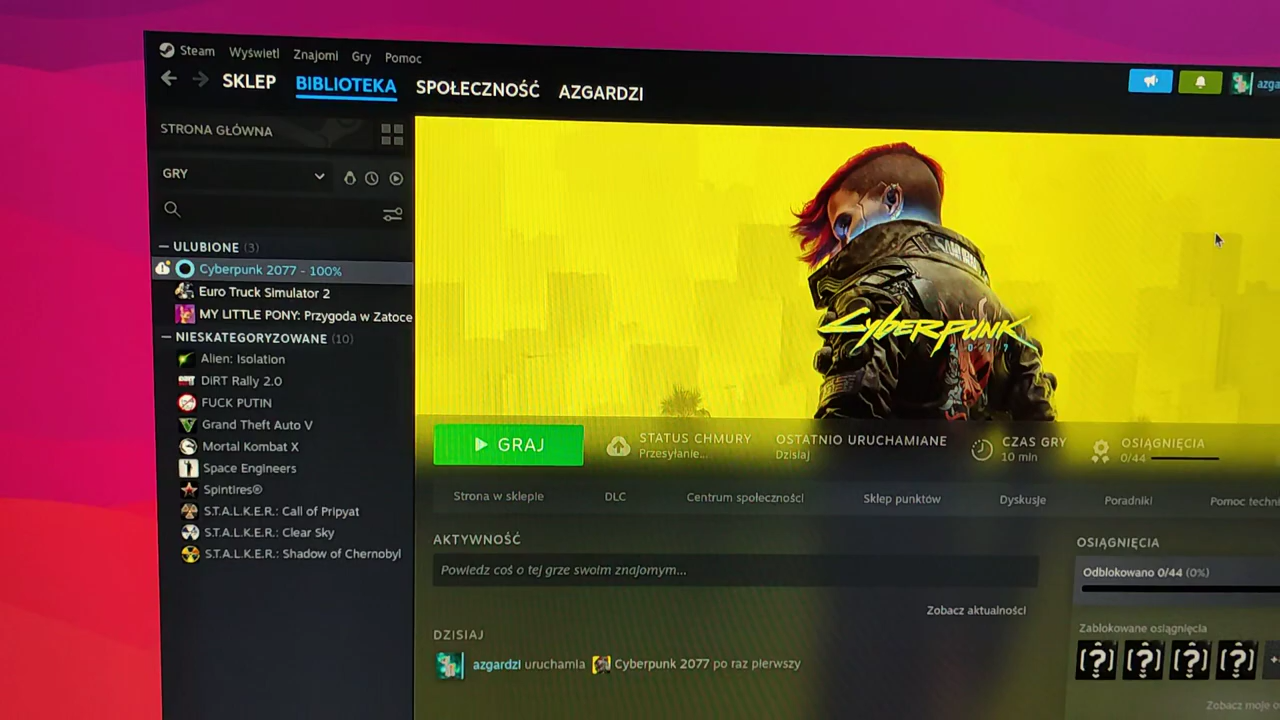 Steam Wyświetl Znajomi Gry Pomoc
SKLEP BIBLIOTEKA SPOŁECZNOŚĆ AZGARDZI
STRONA GŁÓWNA
GRY
— ULUBIONE (3)
Cyberpunk 2077 - 100%
Euro Truck Simulator 2
MY LITTLE PONY: Przygoda w Zatoce
— NIESKATEGORYZOWANE (10)
Alien: Isolation
DiRT Rally 2.0
FUCK PUTIN
Grand Theft Auto V
Mortal Kombat X
Space Engineers
Spintires®
S.T.A.L.K.E.R.: Call of Pripyat
S.T.A.L.K.E.R.: Clear Sky
S.T.A.L.K.E.R.: Shadow of Chernobyl
SAMURAI
Cyberpunk
2077
GRAJ
STATUS CHMURY
Przesyłanie...
OSTATNIO URUCHAMIANE
Dzisiaj
CZAS GRY
10 min
OSIĄGNIĘCIA
0/44
Strona w sklepie DLC Centrum społeczności Sklep punktów Dyskusje Poradniki Pomoc techni
AKTYWNOŚĆ
Powiedz coś o tej grze swoim znajomym...
Zobacz aktualności
DZISIAJ
azgardzi uruchamia Cyberpunk 2077 po raz pierwszy
OSIĄGNIĘCIA
Odblokowano 0/44 (0%)
Zablokowane osiągnięcia
Zobacz moje o